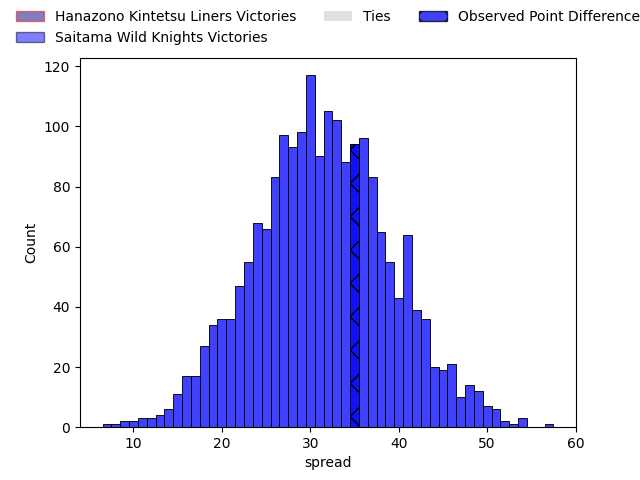 Hanazono Kintetsu Liners Victories
Ties
Observed Point Difference
Saitama Wild Knights Victories
120
100
80
60
40
20
0
Count
10
20
30
40
50
60
spread